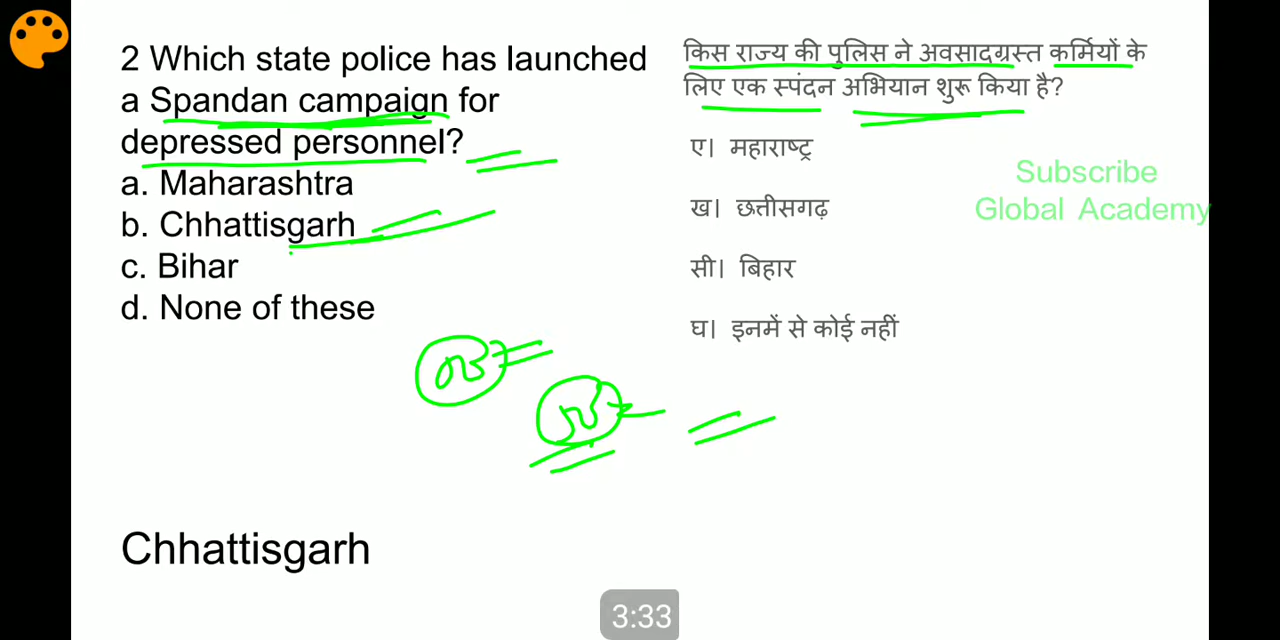 2 Which state police has launched
a Spandan campaign for
depressed personnel?
a. Maharashtra
b. Chhattisgarh
c. Bihar
d. None of these
किस राज्य की पुलिस ने अवसादग्रस्त कर्मियों के
लिए एक स्पंदन अभियान शुरू किया है?
ए। महाराष्ट्र
ख। छत्तीसगढ़
सी। बिहार
घ। इनमें से कोई नहीं
Subscribe
Global Academy
Chhattisgarh
3:33